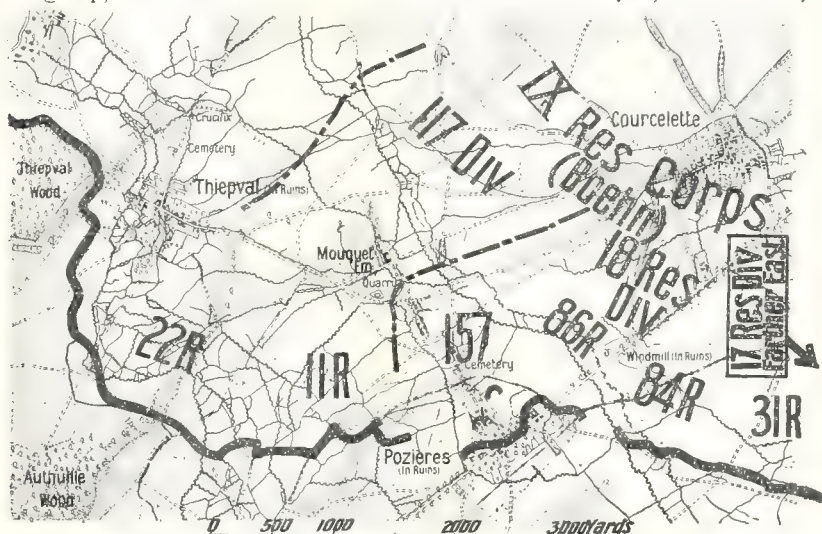 IX Res Corps
(Boehn)
Courcelette
117 DIV
Crucifix
Cemetery
Thiepval (In Ruins)
Thiepval
Wood
18 Res
Div
17 Res Div
Farther East
Mouquet
Fm
Quarry
22R
11R
157
Cemetery
86R
Windmill (In Ruins)
84R
31R
Pozières
(In Ruins)
Authuille
Wood
0 500 1000 2000 3000 Yards